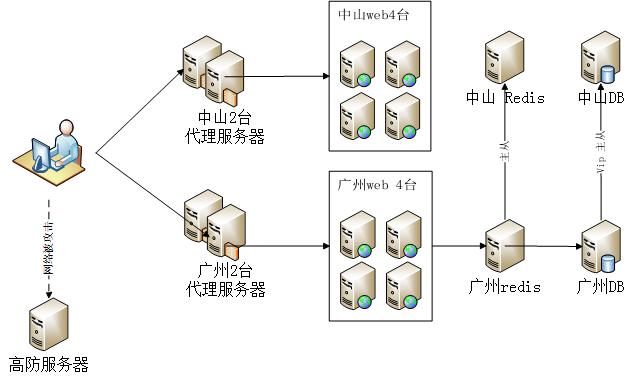 中山web4台
中山2台
代理服务器
中山 Redis
中山DB
主从
Vip 主从
网络被攻击
广州web 4台
广州2台
代理服务器
广州redis
广州DB
高防服务器